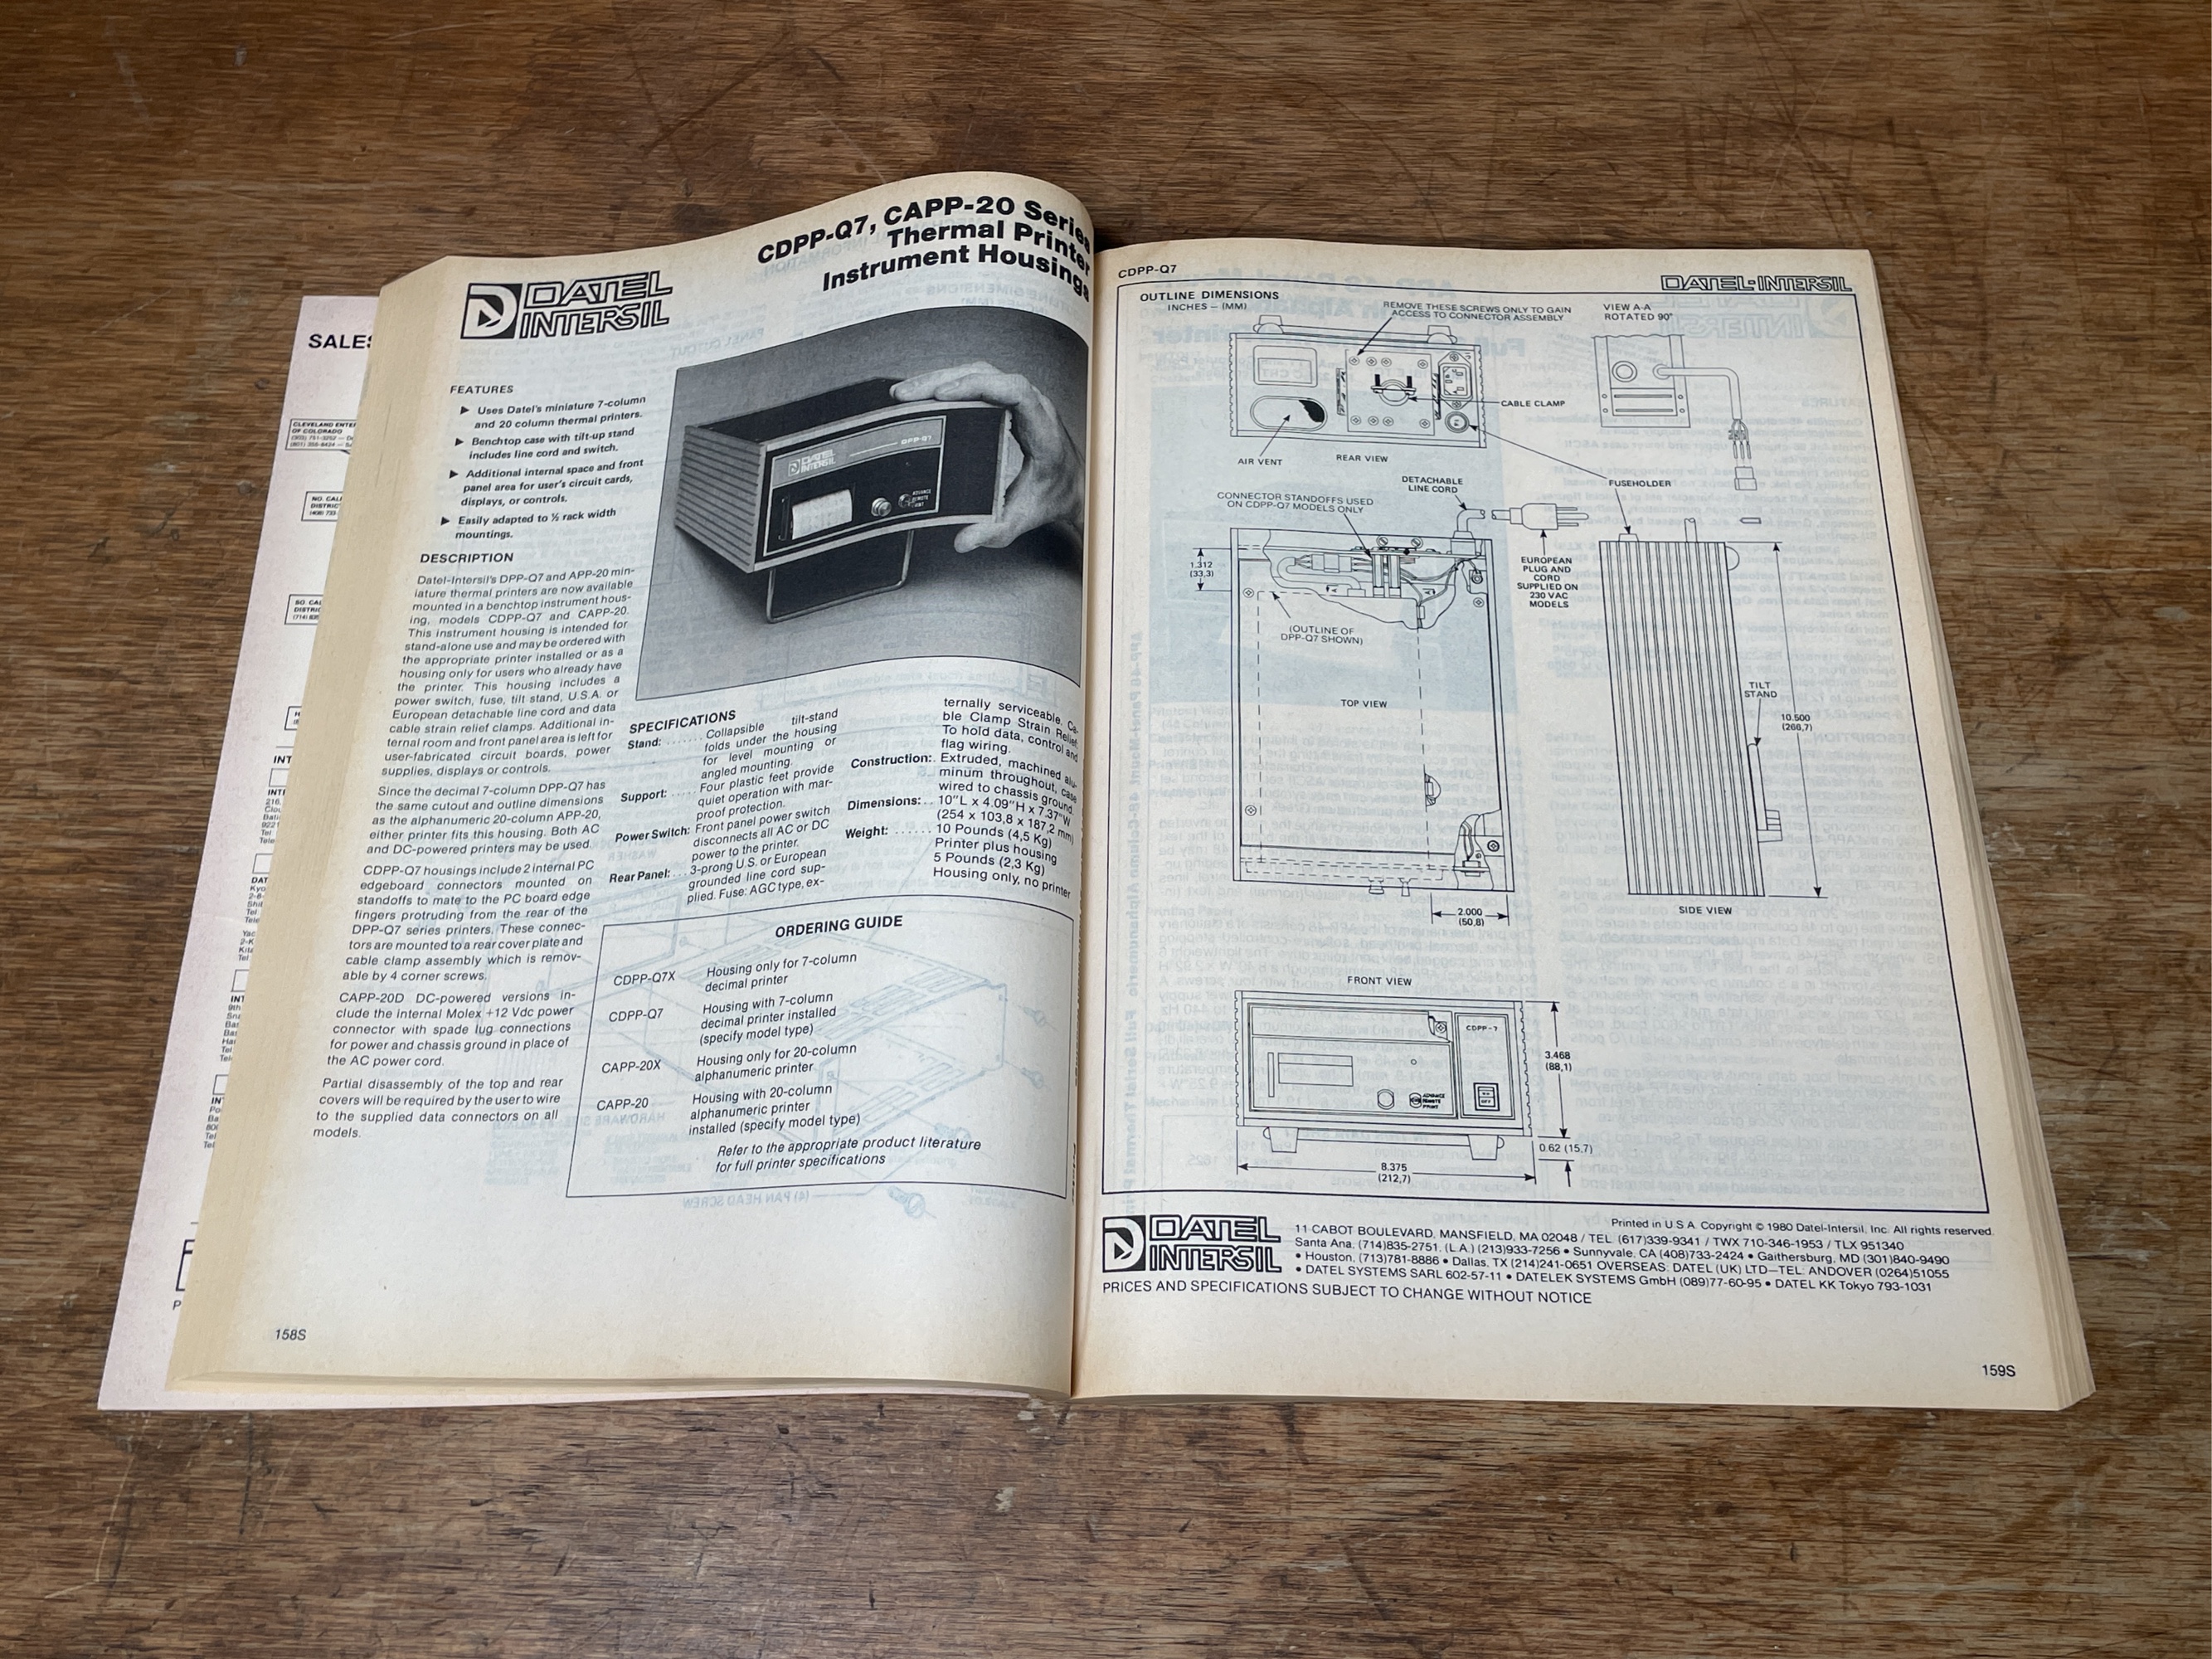 SALES
CLEVELAND ENTE
OF COLORADO
NO. CAL
DISTRIC
SO. CAL
DISTRI
CDPP-Q7, CAPP-20 Series
Thermal Printer
Instrument Housings
DATEL
INTERSIL
FEATURES
▶ Uses Datel's miniature 7-column
and 20 column thermal printers.
▶ Benchtop case with tilt-up stand
includes line cord and switch.
▶ Additional internal space and front
panel area for user's circuit cards,
displays, or controls.
▶ Easily adapted to ½ rack width
mountings.
DESCRIPTION
Datel-Intersil's DPP-Q7 and APP-20 min-
iature thermal printers are now available
mounted in a benchtop instrument hous-
ing, models CDPP-Q7 and CAPP-20.
This instrument housing is intended for
stand-alone use and may be ordered with
the appropriate printer installed or as a
housing only for users who already have
the printer. This housing includes a
power switch, fuse, tilt stand, U.S.A. or
European detachable line cord and data
cable strain relief clamps. Additional in-
ternal room and front panel area is left for
user-fabricated circuit boards, power
supplies, displays or controls.
Since the decimal 7-column DPP-Q7 has
the same cutout and outline dimensions
as the alphanumeric 20-column APP-20,
either printer fits this housing. Both AC
and DC-powered printers may be used.
CDPP-Q7 housings include 2 internal PC
edgeboard connectors mounted on
standoffs to mate to the PC board edge
fingers protruding from the rear of the
DPP-Q7 series printers. These connec-
tors are mounted to a rear cover plate and
cable clamp assembly which is remov-
able by 4 corner screws.
CAPP-20D DC-powered versions in-
clude the internal Molex +12 Vdc power
connector with spade lug connections
for power and chassis ground in place of
the AC power cord.
Partial disassembly of the top and rear
covers will be required by the user to wire
to the supplied data connectors on all
models.
DATEL
INTERSIL
DPP-Q7
ADVANCE
REMOTE
PRINT
SPECIFICATIONS
Stand: ....... Collapsible tilt-stand
folds under the housing
for level mounting or
angled mounting.
Support: ..... Four plastic feet provide
quiet operation with mar-
proof protection.
Power Switch: Front panel power switch
disconnects all AC or DC
power to the printer.
Rear Panel: ... 3-prong U.S. or European
grounded line cord sup-
plied. Fuse: AGC type, ex-
ternally serviceable. Ca-
ble Clamp Strain Relief,
To hold data, control and
flag wiring.
Construction: . Extruded, machined alu-
minum throughout, case
wired to chassis ground.
Dimensions: .. 10"L x 4.09"H x 7.37"W
(254 x 103,8 x 187,2 mm)
Weight: ...... 10 Pounds (4,5 Kg)
Printer plus housing
5 Pounds (2,3 Kg)
Housing only, no printer
ORDERING GUIDE
CDPP-Q7X Housing only for 7-column
decimal printer
CDPP-Q7 Housing with 7-column
decimal printer installed
(specify model type)
CAPP-20X Housing only for 20-column
alphanumeric printer
CAPP-20 Housing with 20-column
alphanumeric printer
installed (specify model type)
Refer to the appropriate product literature
for full printer specifications
158S
CDPP-Q7
DATEL-INTERSIL
OUTLINE DIMENSIONS
INCHES – (MM)
REMOVE THESE SCREWS ONLY TO GAIN
ACCESS TO CONNECTOR ASSEMBLY
VIEW A-A
ROTATED 90°
CABLE CLAMP
AIR VENT
REAR VIEW
FUSEHOLDER
DETACHABLE
LINE CORD
CONNECTOR STANDOFFS USED
ON CDPP-Q7 MODELS ONLY
1.312
(33,3)
EUROPEAN
PLUG AND
CORD
SUPPLIED ON
230 VAC
MODELS
(OUTLINE OF
DPP-Q7 SHOWN)
TOP VIEW
TILT
STAND
10.500
(266,7)
2.000
(50,8)
SIDE VIEW
FRONT VIEW
CDPP-7
ADVANCE
REMOTE
PRINT
OFF
3.468
(88,1)
0.62 (15.7)
8.375
(212,7)
DATEL
INTERSIL
Printed in U.S.A. Copyright © 1980 Datel-Intersil, Inc. All rights reserved.
11 CABOT BOULEVARD, MANSFIELD, MA 02048 / TEL. (617)339-9341 / TWX 710-346-1953 / TLX 951340
Santa Ana, (714)835-2751, (L.A.) (213)933-7256 • Sunnyvale, CA (408)733-2424 • Gaithersburg, MD (301)840-9490
• Houston, (713)781-8886 • Dallas, TX (214)241-0651 OVERSEAS: DATEL (UK) LTD—TEL: ANDOVER (0264)51055
• DATEL SYSTEMS SARL 602-57-11 • DATELEK SYSTEMS GmbH (089)77-60-95 • DATEL KK Tokyo 793-1031
PRICES AND SPECIFICATIONS SUBJECT TO CHANGE WITHOUT NOTICE
159S